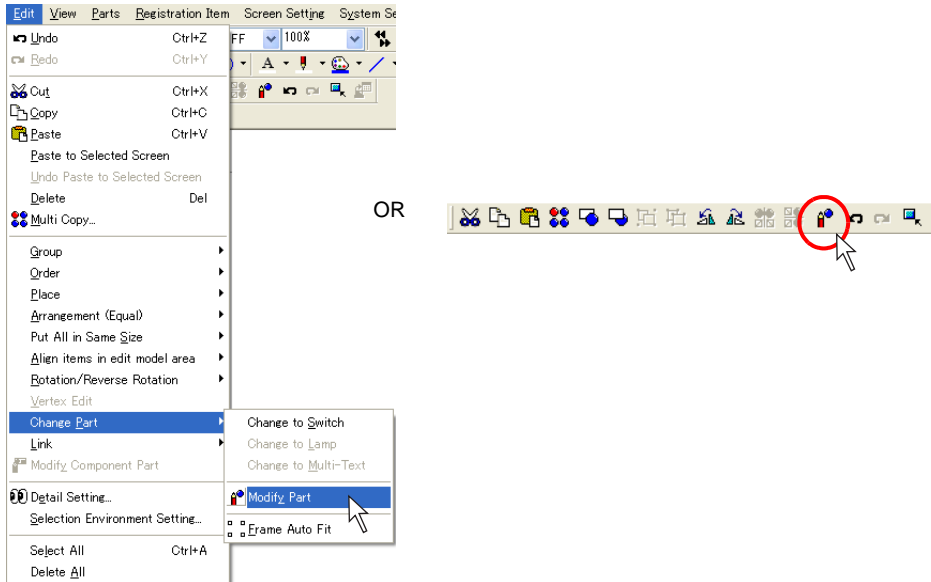 Edit View Parts Registration Item Screen Setting System Se
Undo Ctrl+Z
FF 100%
Redo Ctrl+Y
A
Cut Ctrl+X
Copy Ctrl+C
Paste Ctrl+V
Paste to Selected Screen
Undo Paste to Selected Screen
Delete Del
Multi Copy...
OR
Group
Order
Place
Arrangement (Equal)
Put All in Same Size
Align items in edit model area
Rotation/Reverse Rotation
Vertex Edit
Change Part
Change to Switch
Link
Change to Lamp
Modify Component Part
Change to Multi-Text
Detail Setting...
Modify Part
Selection Environment Setting...
Frame Auto Fit
Select All Ctrl+A
Delete All